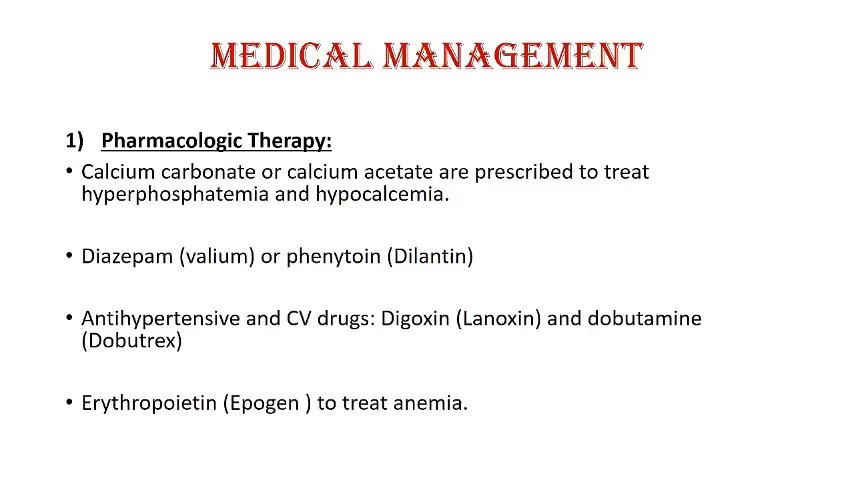 MEDICAL MANAGEMENT
1) Pharmacologic Therapy:
• Calcium carbonate or calcium acetate are prescribed to treat
hyperphosphatemia and hypocalcemia.
• Diazepam (valium) or phenytoin (Dilantin)
• Antihypertensive and CV drugs: Digoxin (Lanoxin) and dobutamine
(Dobutrex)
• Erythropoietin (Epogen ) to treat anemia.